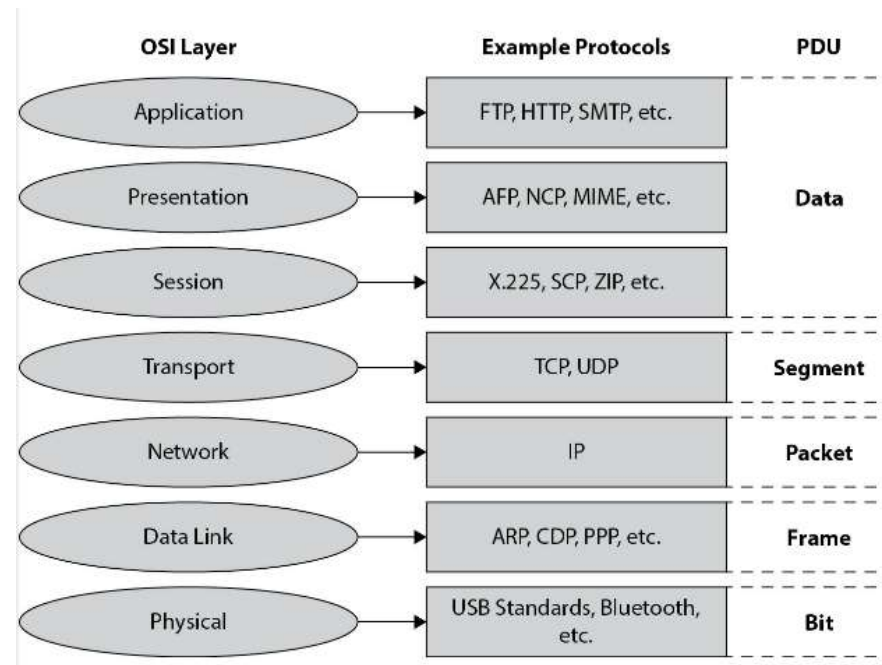 OSI Layer Example Protocols PDU
Application FTP, HTTP, SMTP, etc.
Presentation AFP, NCP, MIME, etc. Data
Session X.225, SCP, ZIP, etc.
Transport TCP, UDP Segment
Network IP Packet
Data Link ARP, CDP, PPP, etc. Frame
Physical USB Standards, Bluetooth, etc. Bit